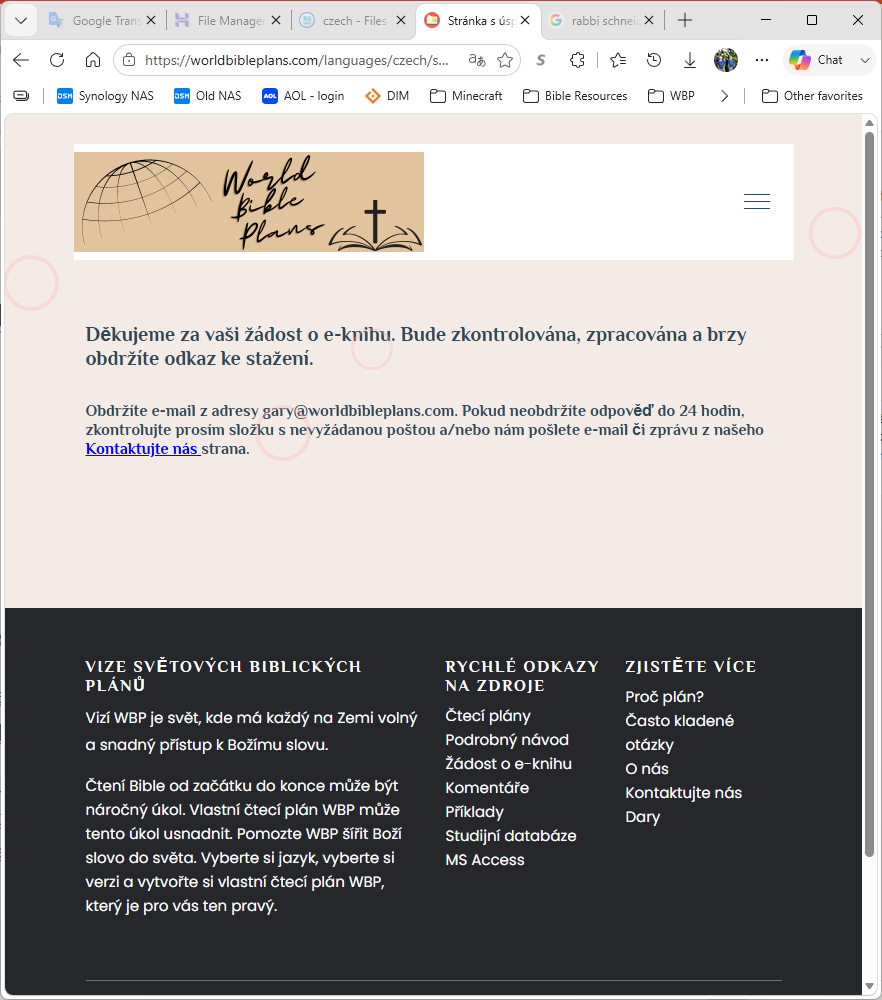 Google Tran
File Manager
czech - Files
Stránka s úsp
rabbi schneid
https://worldbibleplans.com/languages/czech/s...
Chat
Synology NAS
Old NAS
AOL - login
DIM
Minecraft
Bible Resources
WBP
Other favorites
World
Bible
Plans
Děkujeme za vaši žádost o e-knihu. Bude zkontrolována, zpracována a brzy
obdržíte odkaz ke stažení.
Obdržíte e-mail z adresy gary@worldbibleplans.com. Pokud neobdržíte odpověď do 24 hodin,
zkontrolujte prosím složku s nevyžádanou poštou a/nebo nám pošlete e-mail či zprávu z našeho
Kontaktujte nás strana.
VIZE SVĚTOVÝCH BIBLICKÝCH
PLÁNŮ
Vizí WBP je svět, kde má každý na Zemi volný
a snadný přístup k Božímu slovu.
Čtení Bible od začátku do konce může být
náročný úkol. Vlastní čtecí plán WBP může
tento úkol usnadnit. Pomozte WBP šířit Boží
slovo do světa. Vyberte si jazyk, vyberte si
verzi a vytvořte si vlastní čtecí plán WBP,
který je pro vás ten pravý.
RYCHLÉ ODKAZY
NA ZDROJE
Čtecí plány
Podrobný návod
Žádost o e-knihu
Komentáře
Příklady
Studijní databáze
MS Access
ZJISTĚTE VÍCE
Proč plán?
Často kladené
otázky
O nás
Kontaktujte nás
Dary